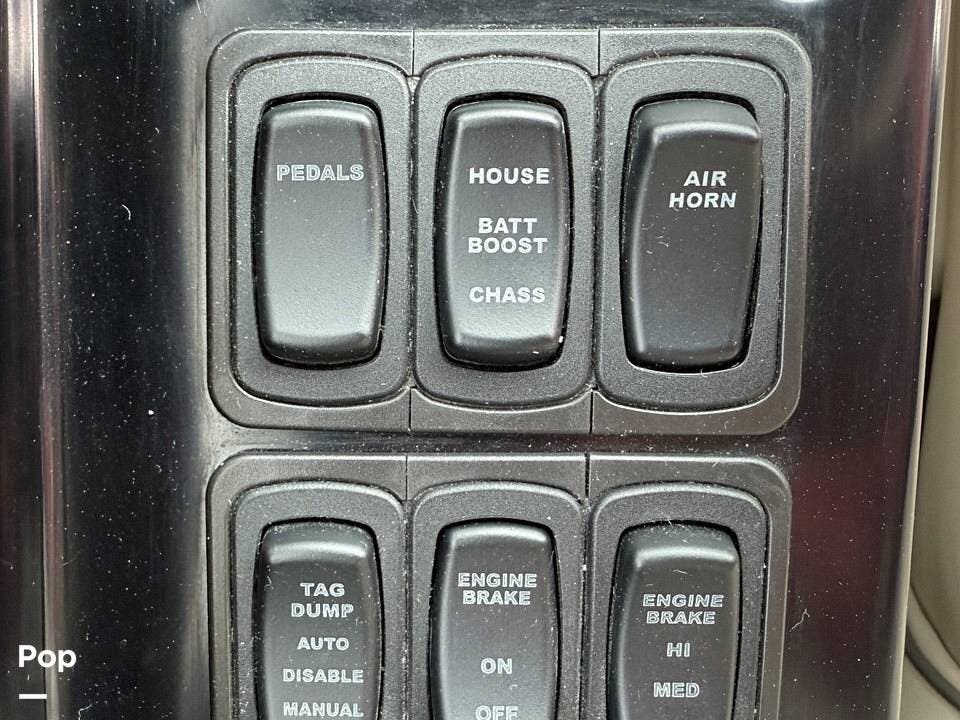 PEDALS
HOUSE
BATT
BOOST
CHASS
AIR
HORN
TAG
DUMP
AUTO
DISABLE
MANUAL
ENGINE
BRAKE
ON
OFF
ENGINE
BRAKE
HI
MED
Pop